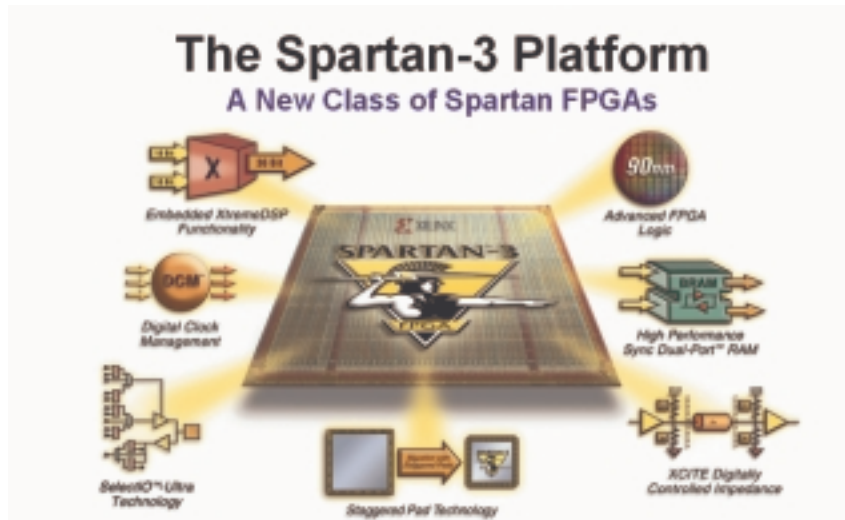 The Spartan-3 Platform
A New Class of Spartan FPGAs
X
90nm
Embedded XtremeDSP
Functionality
Advanced FPGA
Logic
XILINX
SPARTAN-3
DCM
BRAM
FPGA
Digital Clock
Management
High Performance
Sync Dual-Port™ RAM
SelectIO™-Ultra
Technology
XCITE Digitally
Controlled Impedance
Staggered Pad Technology